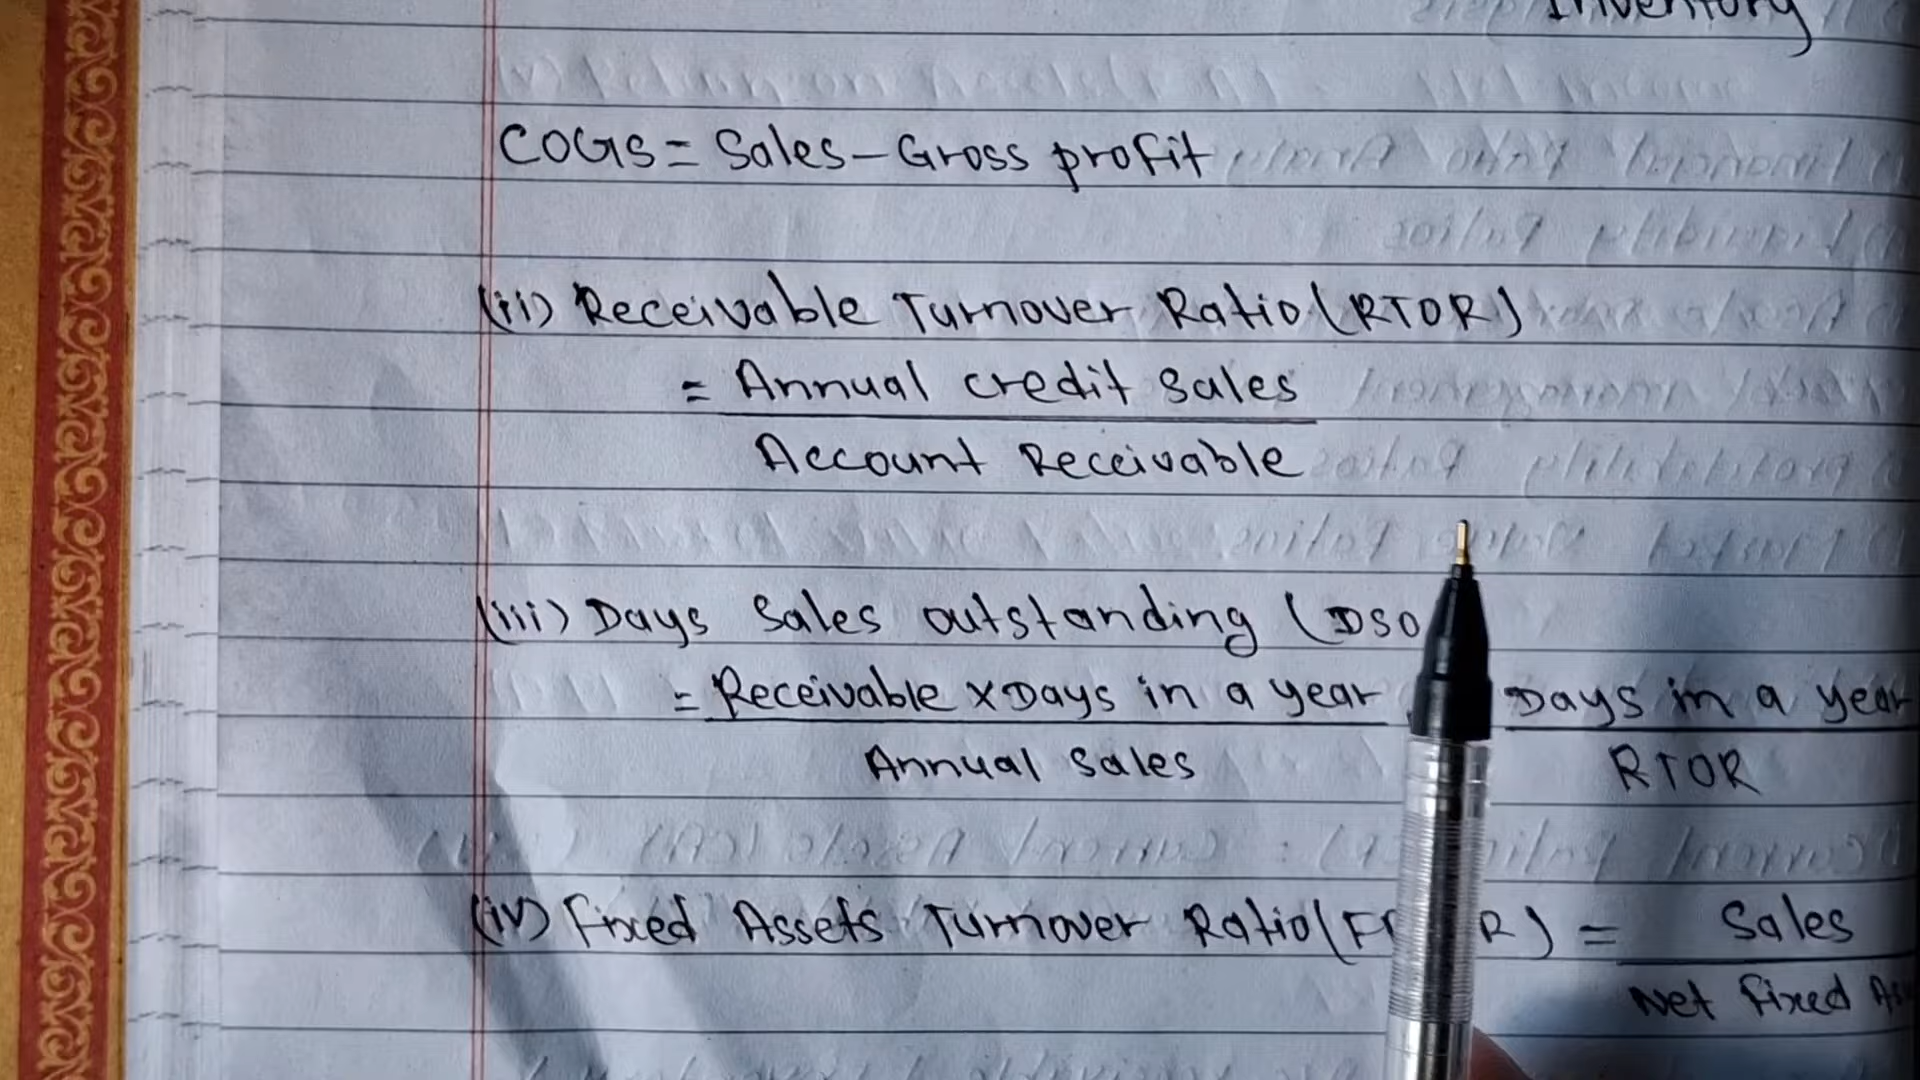 Inventory
COGS = Sales - Gross profit
(ii) Receivable Turnover Ratio (RTOR)
= Annual credit sales
Account Receivable
(iii) Days Sales outstanding (DSO
= Receivable X Days in a year Days in a year
Annual sales RTOR
(iv) Fixed Assets Turnover Ratio (F R) = Sales
Net Fixed